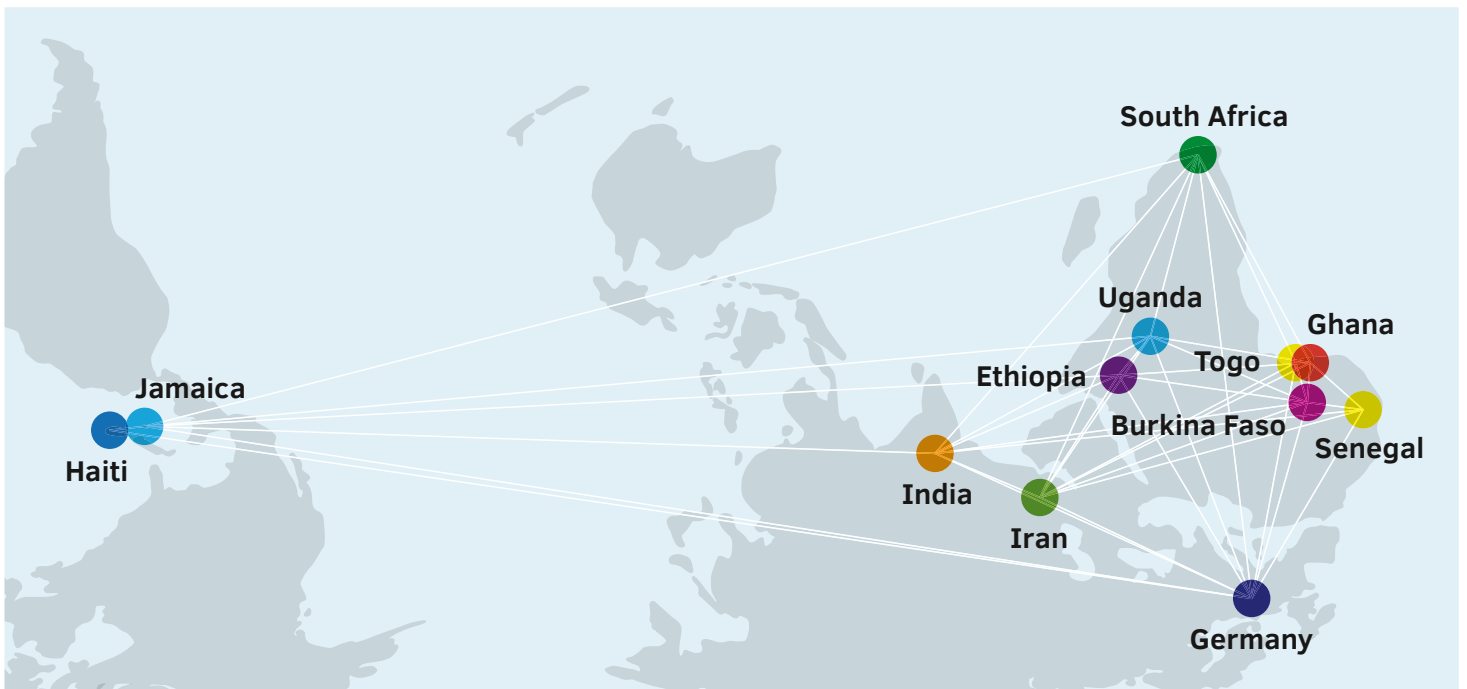 South Africa
Uganda
Ghana
Togo
Ethiopia
Jamaica
Burkina Faso
Senegal
Haiti
India
Iran
Germany